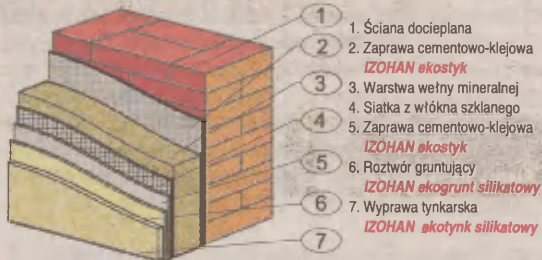 1
2
3
4
5
6
7
1. Ściana docieplana
2. Zaprawa cementowo-klejowa
IZOHAN ekostyk
3. Warstwa wełny mineralnej
4. Siatka z włókna szklanego
5. Zaprawa cementowo-klejowa
IZOHAN ekostyk
6. Roztwór gruntujący
IZOHAN ekogrunt silikatowy
7. Wyprawa tynkarska
IZOHAN ekotynk silikatowy